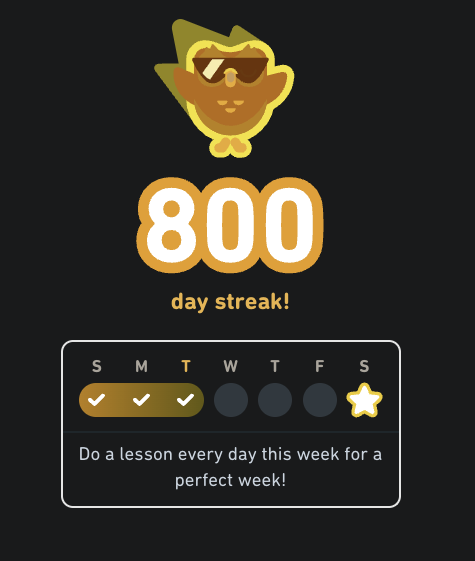 800
day streak!
S M T W T F S
Do a lesson every day this week for a
perfect week!